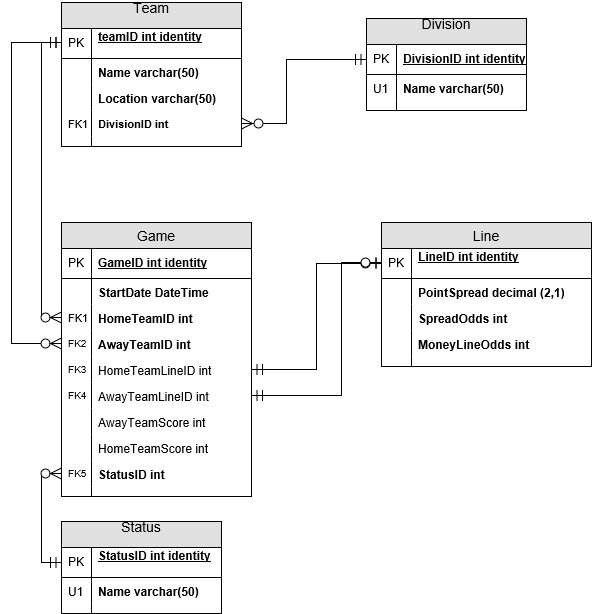 Team
PK teamID int identity
Name varchar(50)
Location varchar(50)
FK1 DivisionID int
Division
PK DivisionID int identity
U1 Name varchar(50)
Game
PK GameID int identity
StartDate DateTime
FK1 HomeTeamID int
FK2 AwayTeamID int
FK3 HomeTeamLineID int
FK4 AwayTeamLineID int
AwayTeamScore int
HomeTeamScore int
FK5 StatusID int
Line
PK LineID int identity
PointSpread decimal (2,1)
SpreadOdds int
MoneyLineOdds int
Status
PK StatusID int identity
U1 Name varchar(50)